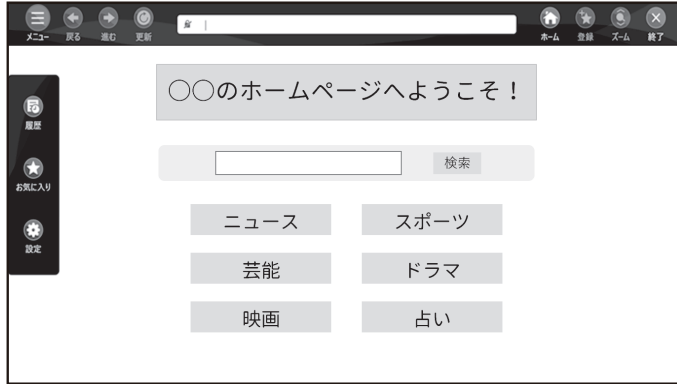 メニュー 戻る 進む 更新 ホーム 登録 ズーム 終了
〇〇のホームページへようこそ！
履歴
検索
お気に入り
ニュース スポーツ
設定
芸能 ドラマ
映画 占い